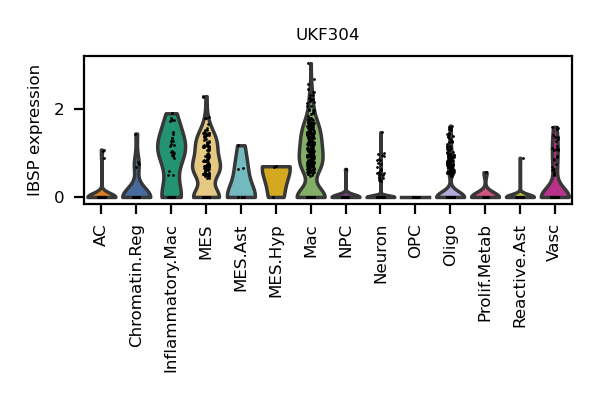 UKF304
IBSP expression
2
0
AC
Chromatin.Reg
Inflammatory.Mac
MES
MES.Ast
MES.Hyp
Mac
NPC
Neuron
OPC
Oligo
Prolif.Metab
Reactive.Ast
Vasc